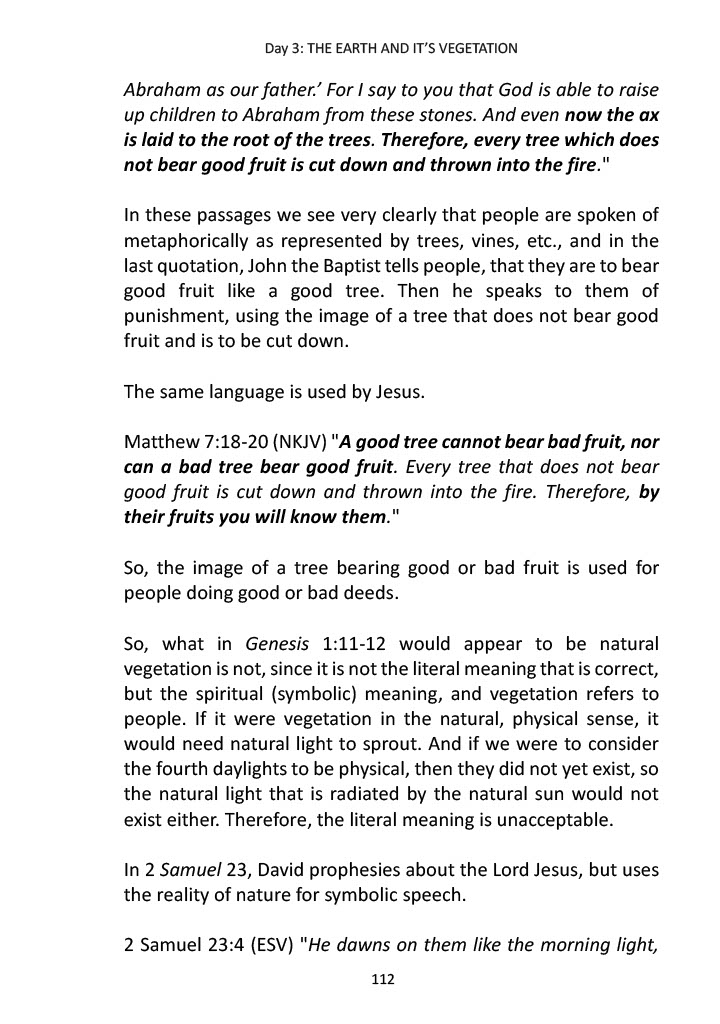 Day 3: THE EARTH AND IT’S VEGETATION
Abraham as our father.’ For I say to you that God is able to raise
up children to Abraham from these stones. And even now the ax
is laid to the root of the trees. Therefore, every tree which does
not bear good fruit is cut down and thrown into the fire."
In these passages we see very clearly that people are spoken of
metaphorically as represented by trees, vines, etc., and in the
last quotation, John the Baptist tells people, that they are to bear
good fruit like a good tree. Then he speaks to them of
punishment, using the image of a tree that does not bear good
fruit and is to be cut down.
The same language is used by Jesus.
Matthew 7:18-20 (NKJV) "A good tree cannot bear bad fruit, nor
can a bad tree bear good fruit. Every tree that does not bear
good fruit is cut down and thrown into the fire. Therefore, by
their fruits you will know them."
So, the image of a tree bearing good or bad fruit is used for
people doing good or bad deeds.
So, what in Genesis 1:11-12 would appear to be natural
vegetation is not, since it is not the literal meaning that is correct,
but the spiritual (symbolic) meaning, and vegetation refers to
people. If it were vegetation in the natural, physical sense, it
would need natural light to sprout. And if we were to consider
the fourth daylights to be physical, then they did not yet exist, so
the natural light that is radiated by the natural sun would not
exist either. Therefore, the literal meaning is unacceptable.
In 2 Samuel 23, David prophesies about the Lord Jesus, but uses
the reality of nature for symbolic speech.
2 Samuel 23:4 (ESV) "He dawns on them like the morning light,
112